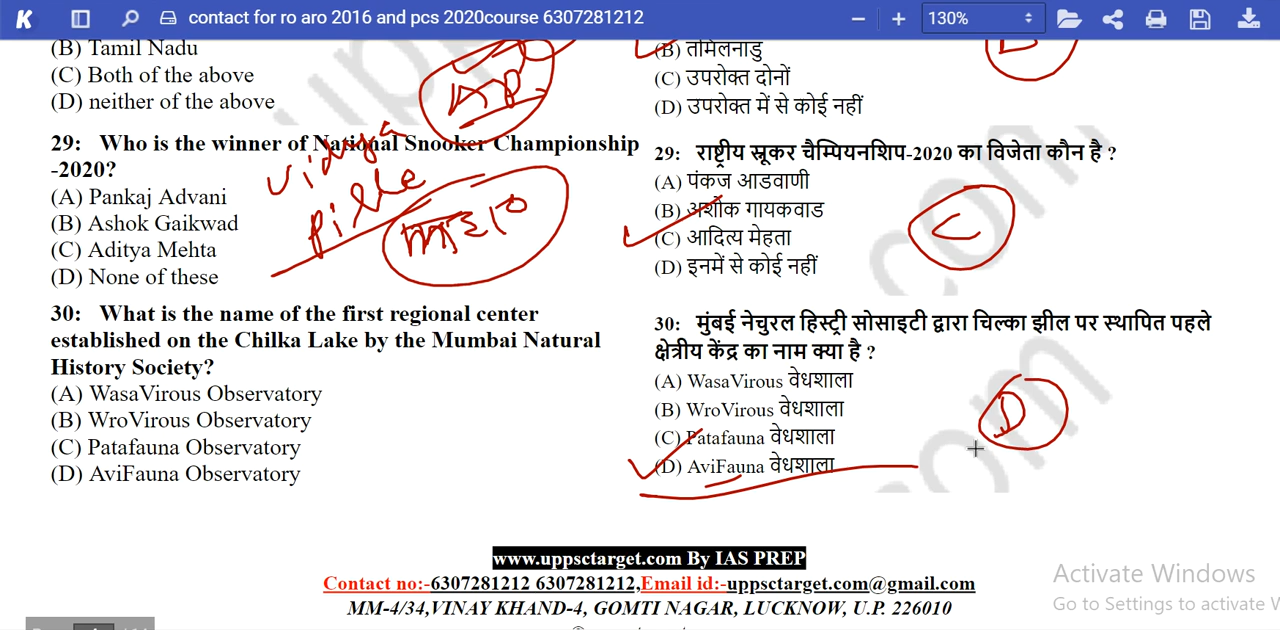 contact for ro aro 2016 and pcs 2020course 6307281212
130%
(B) Tamil Nadu
(C) Both of the above
(D) neither of the above
29: Who is the winner of National Snooker Championship
-2020?
(A) Pankaj Advani
(B) Ashok Gaikwad
(C) Aditya Mehta
(D) None of these
30: What is the name of the first regional center
established on the Chilka Lake by the Mumbai Natural
History Society?
(A) WasaVirous Observatory
(B) WroVirous Observatory
(C) Patafauna Observatory
(D) AviFauna Observatory
(B) तमिलनाडु
(C) उपरोक्त दोनों
(D) उपरोक्त में से कोई नहीं
29: राष्ट्रीय स्नूकर चैम्पियनशिप-2020 का विजेता कौन है ?
(A) पंकज आडवाणी
(B) अशोक गायकवाड
(C) आदित्य मेहता
(D) इनमें से कोई नहीं
30: मुंबई नेचुरल हिस्ट्री सोसाइटी द्वारा चिल्का झील पर स्थापित पहले
क्षेत्रीय केंद्र का नाम क्या है ?
(A) WasaVirous वेधशाला
(B) WroVirous वेधशाला
(C) Patafauna वेधशाला
(D) AviFauna वेधशाला
Vidya
C
D
www.uppsctarget.com By IAS PREP
Contact no:-6307281212 6307281212,Email id:-uppsctarget.com@gmail.com
MM-4/34,VINAY KHAND-4, GOMTI NAGAR, LUCKNOW, U.P. 226010
Activate Windows
Go to Settings to activate W